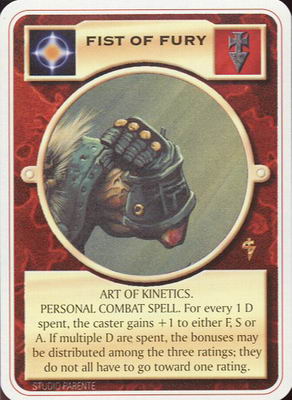 FIST OF FURY
ART OF KINETICS.
PERSONAL COMBAT SPELL. For every 1 D
spent, the caster gains +1 to either F, S or
A. If multiple D are spent, the bonuses may
be distributed among the three ratings; they
do not all have to go toward one rating.
STUDIO PARENTE